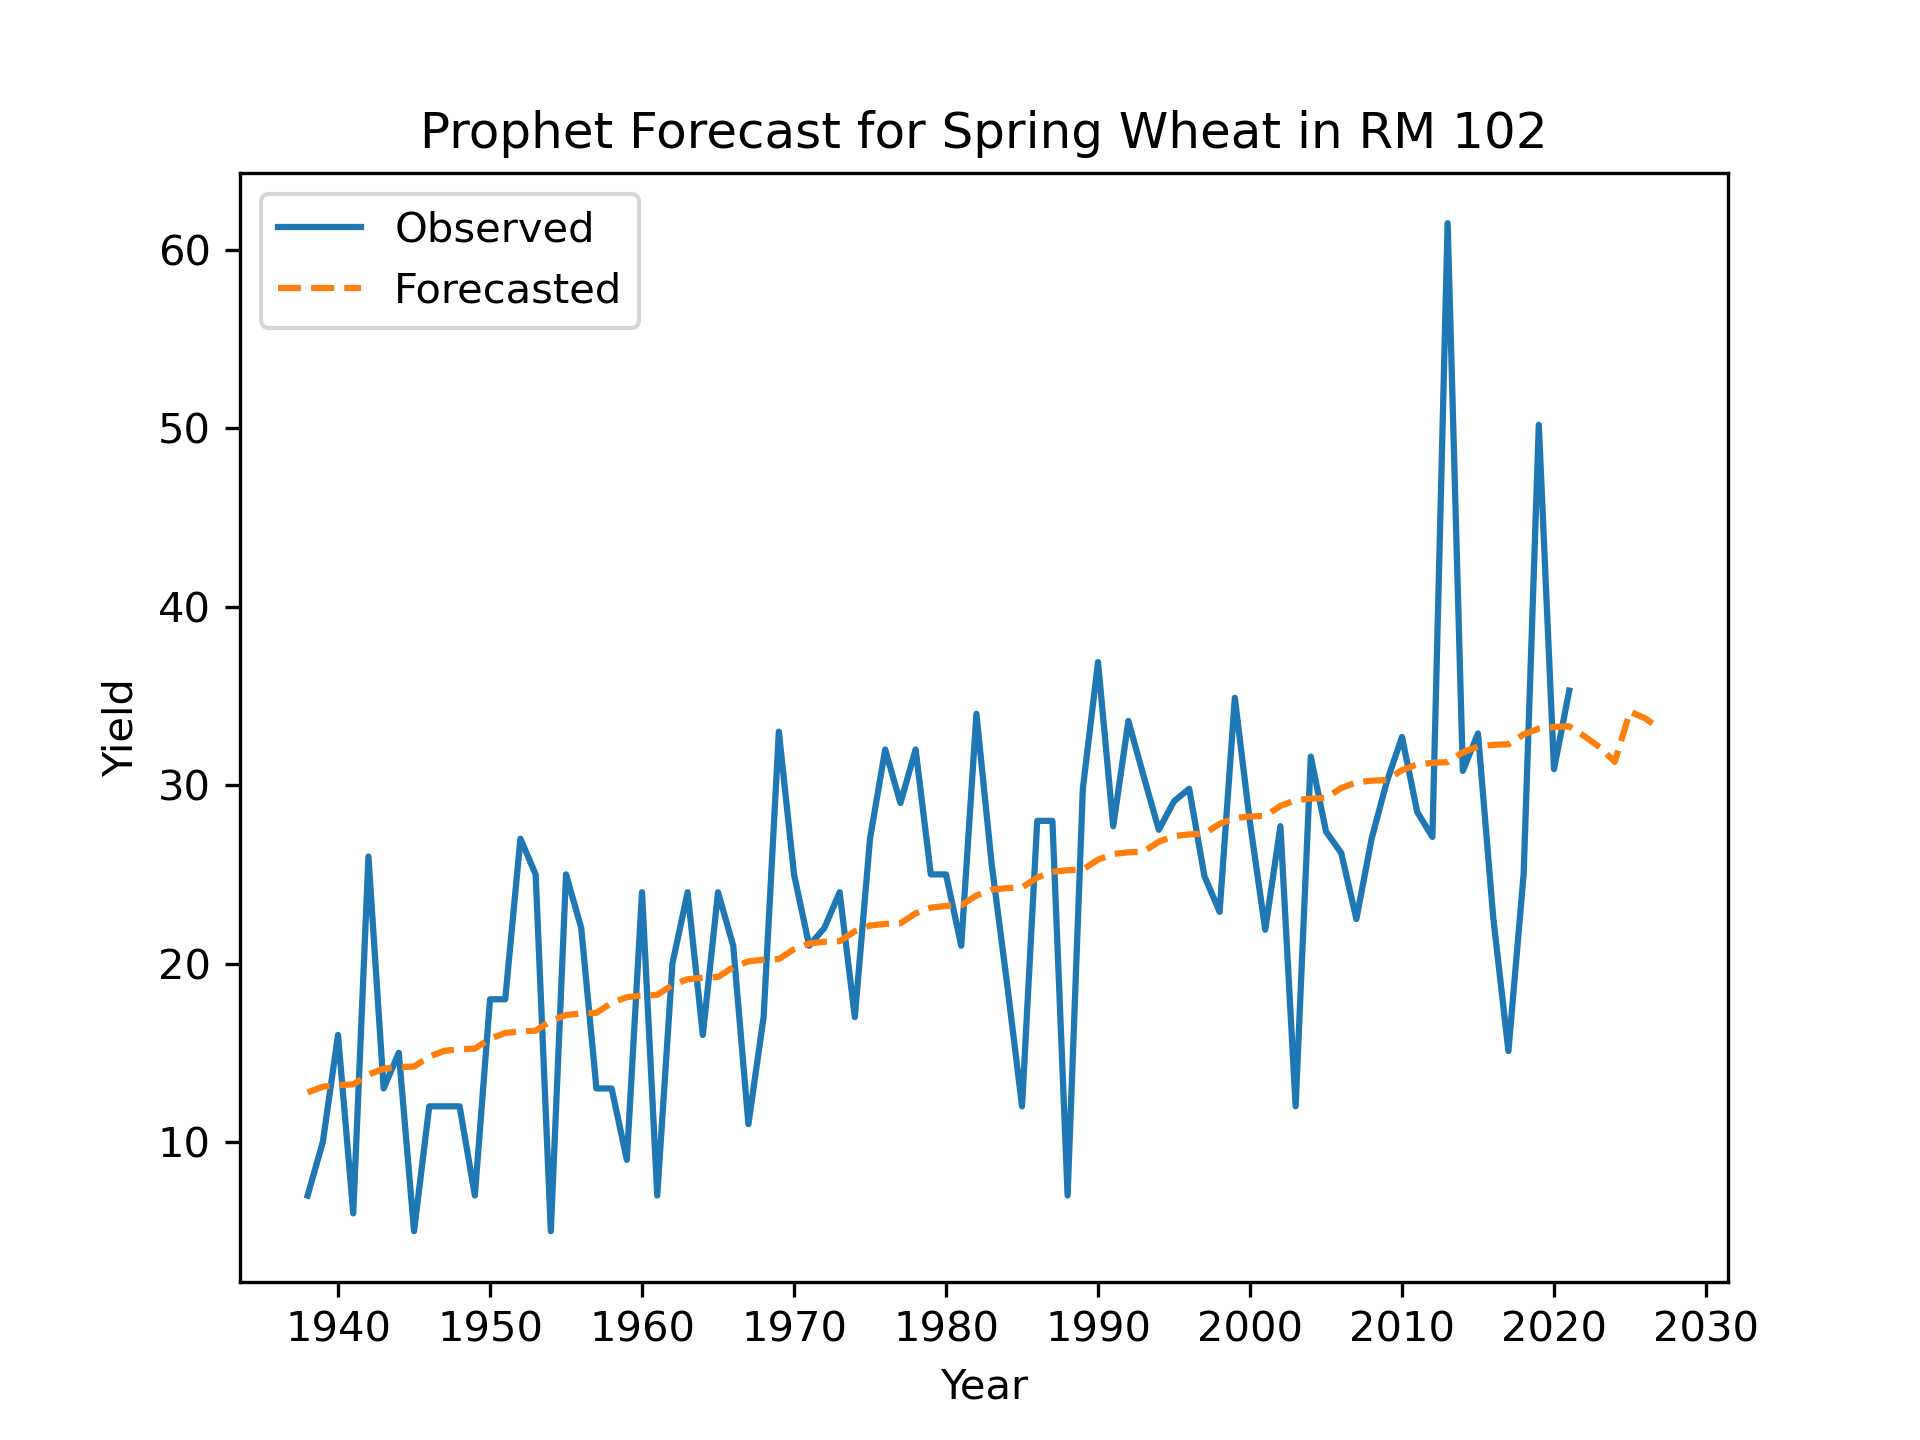 Prophet Forecast for Spring Wheat in RM 102
Observed
Forecasted
60
50
40
30
20
10
Yield
1940 1950 1960 1970 1980 1990 2000 2010 2020 2030
Year